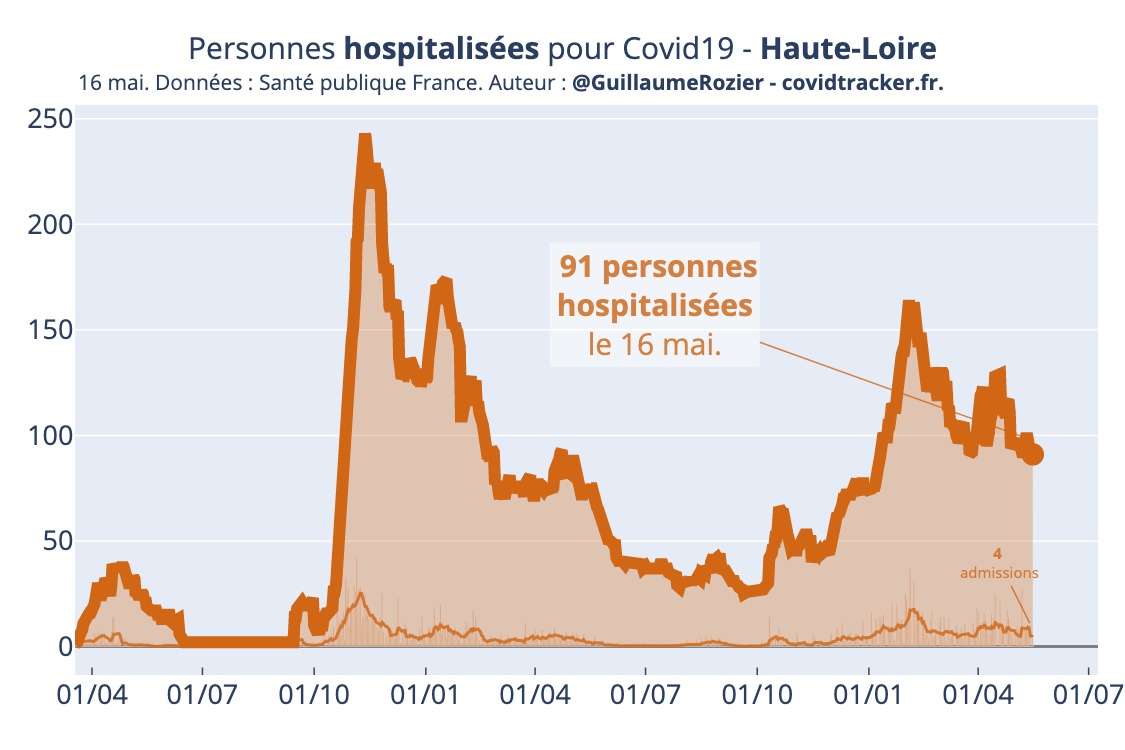 Personnes hospitalisées pour Covid19 - Haute-Loire
16 mai. Données : Santé publique France. Auteur : @GuillaumeRozier - covidtracker.fr.
250
200
91 personnes
hospitalisées
le 16 mai.
150
100
50
4
admissions
0
01/04 01/07 01/10 01/01 01/04 01/07 01/10 01/01 01/04 01/07